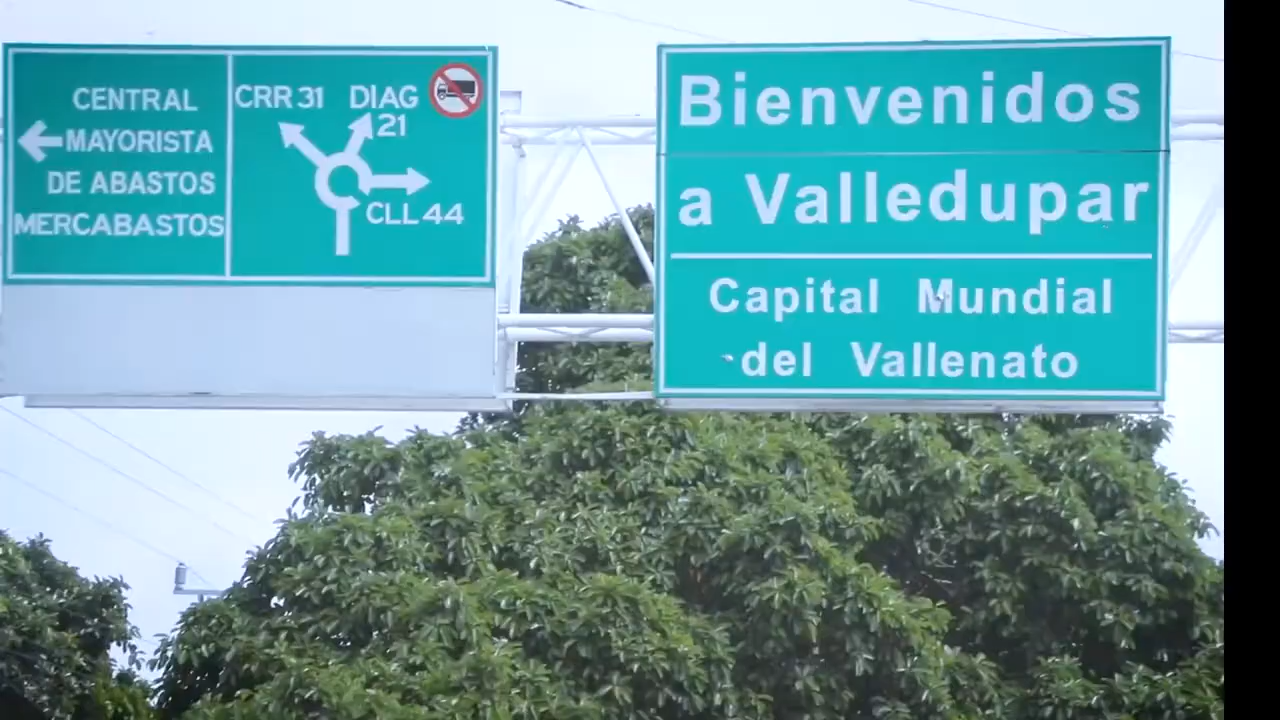 CENTRAL
MAYORISTA
DE ABASTOS
MERCABASTOS
CRR 31
DIAG
21
CLL 44
Bienvenidos
a Valledupar
Capital Mundial
del Vallenato